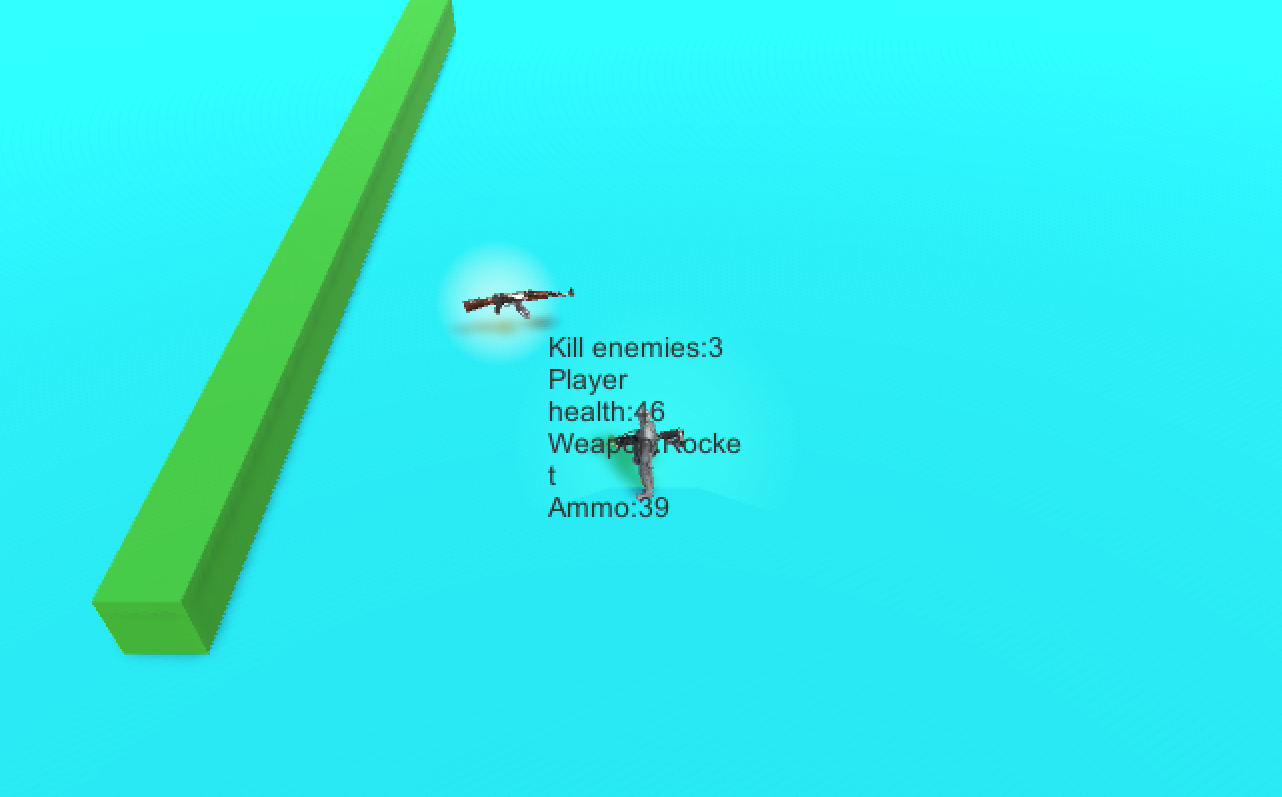 Kill enemies:3
Player
health:46
Weapon:Rocke
t
Ammo:39